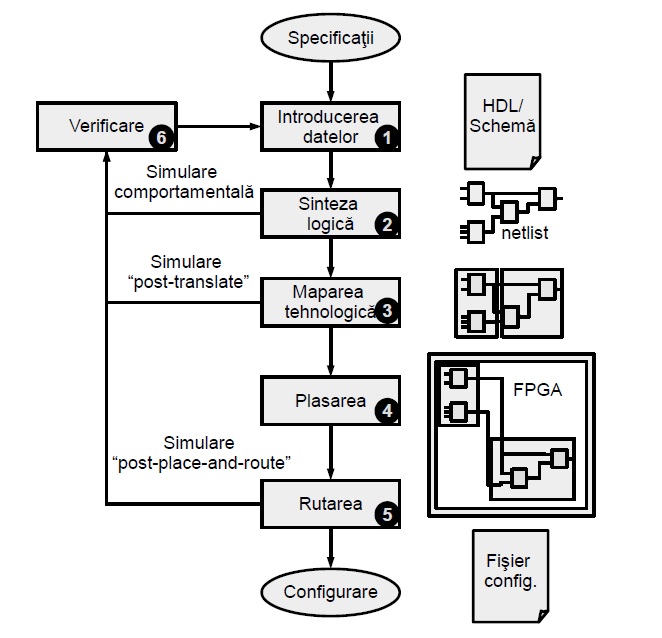 Specificaţii
Verificare
6
Introducerea
datelor
1
HDL/
Schemă
Simulare
comportamentală
Sinteza
logică
2
netlist
Simulare
“post-translate”
Maparea
tehnologică
3
Plasarea
4
FPGA
Simulare
“post-place-and-route”
Rutarea
5
Configurare
Fişier
config.